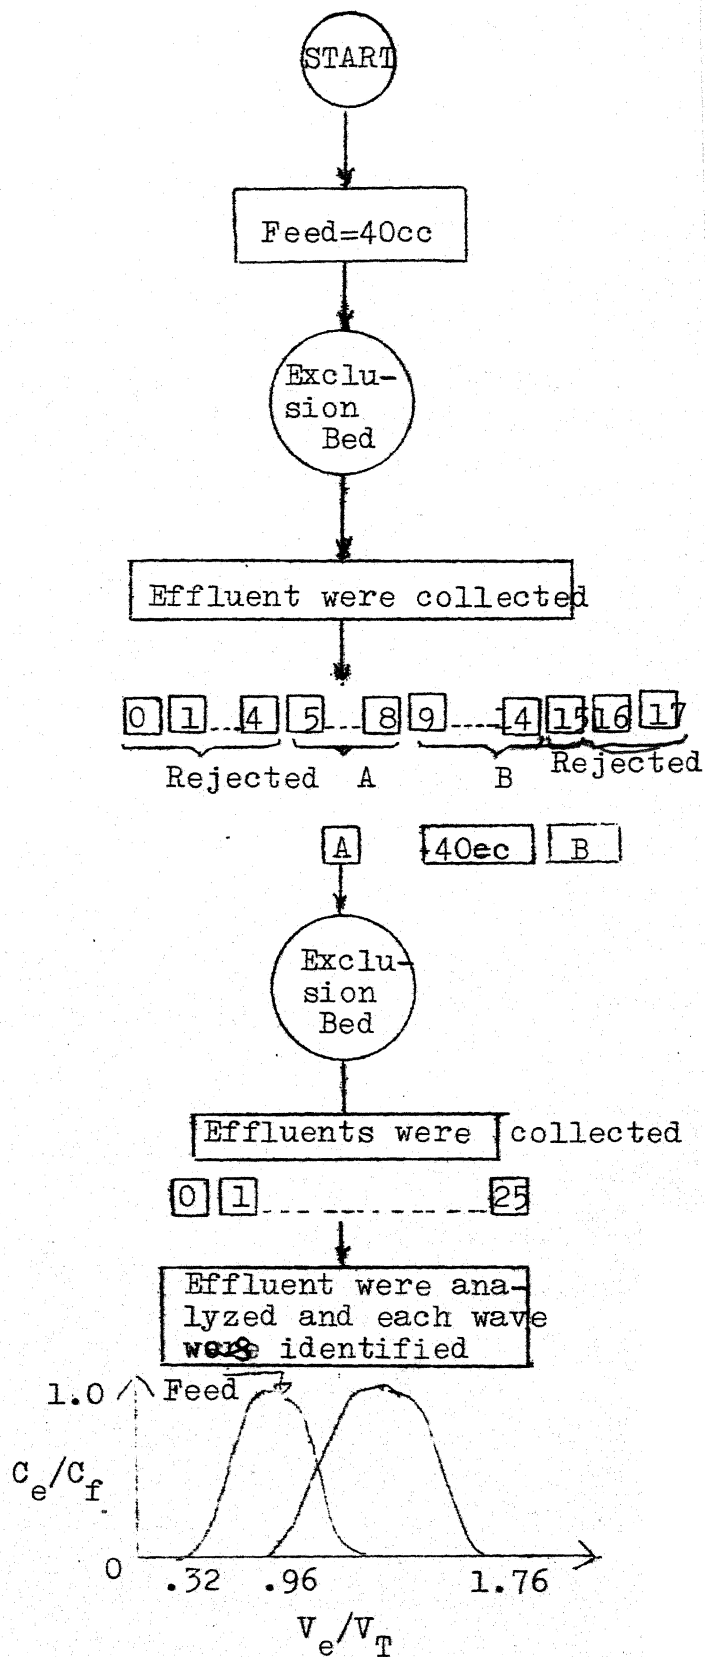 START
Feed=40cc
Exclu-
sion
Bed
Effluent were collected
0 1 4 5 8 9 14 15 16 17
Rejected A B Rejected
A 40ec B
Exclu-
sion
Bed
Effluents were collected
0 1 25
Effluent were ana-
lyzed and each wave
identified
1.0 Feed
Ce/Cf
0 .32 .96 1.76
Ve/VT